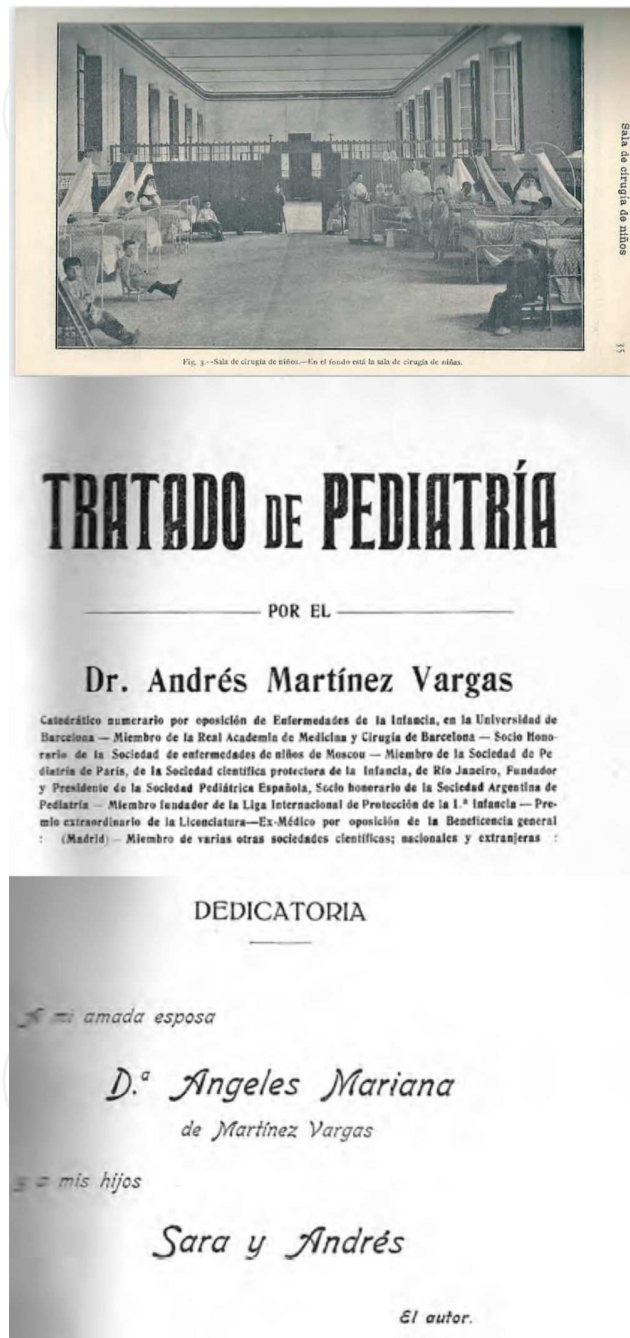 Sala de cirugía de niños
35
Fig. 3.--Sala de cirugía de niños.—En el fondo está la sala de cirugía de niñas.
TRATADO DE PEDIATRÍA
POR EL
Dr. Andrés Martínez Vargas
Catedrático numerario por oposición de Enfermedades de la Infancia, en la Universidad de
Barcelona — Miembro de la Real Academia de Medicina y Cirugía de Barcelona — Socio Hono-
rario de la Sociedad de enfermedades de niños de Moscou — Miembro de la Sociedad de Pe
diatría de París, de la Sociedad científica protectora de la Infancia, de Río Janeiro, Fundador
y Presidente de la Sociedad Pediátrica Española, Socio honorario de la Sociedad Argentina de
Pediatría — Miembro fundador de la Liga Internacional de Protección de la 1.ª Infancia — Pre-
mio extraordinario de la Licenciatura—Ex-Médico por oposición de la Beneficencia general
: (Madrid) — Miembro de varias otras sociedades científicas; nacionales y extranjeras :
DEDICATORIA
A mi amada esposa
D.ª Angeles Mariana
de Martínez Vargas
y a mis hijos
Sara y Andrés
El autor.